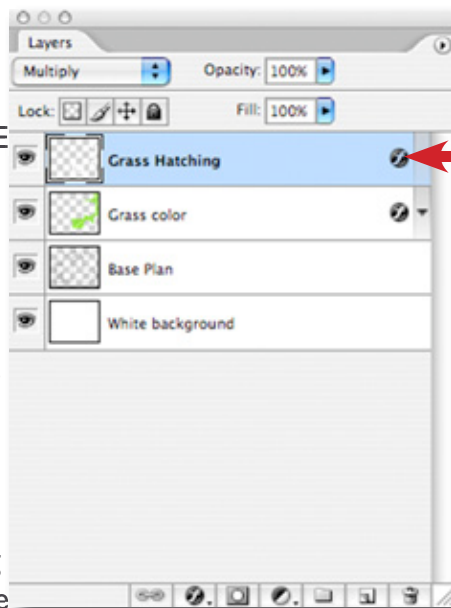 Layers
Multiply Opacity: 100%
Lock: Fill: 100%
E
Grass Hatching
Grass color
Base Plan
White background
e